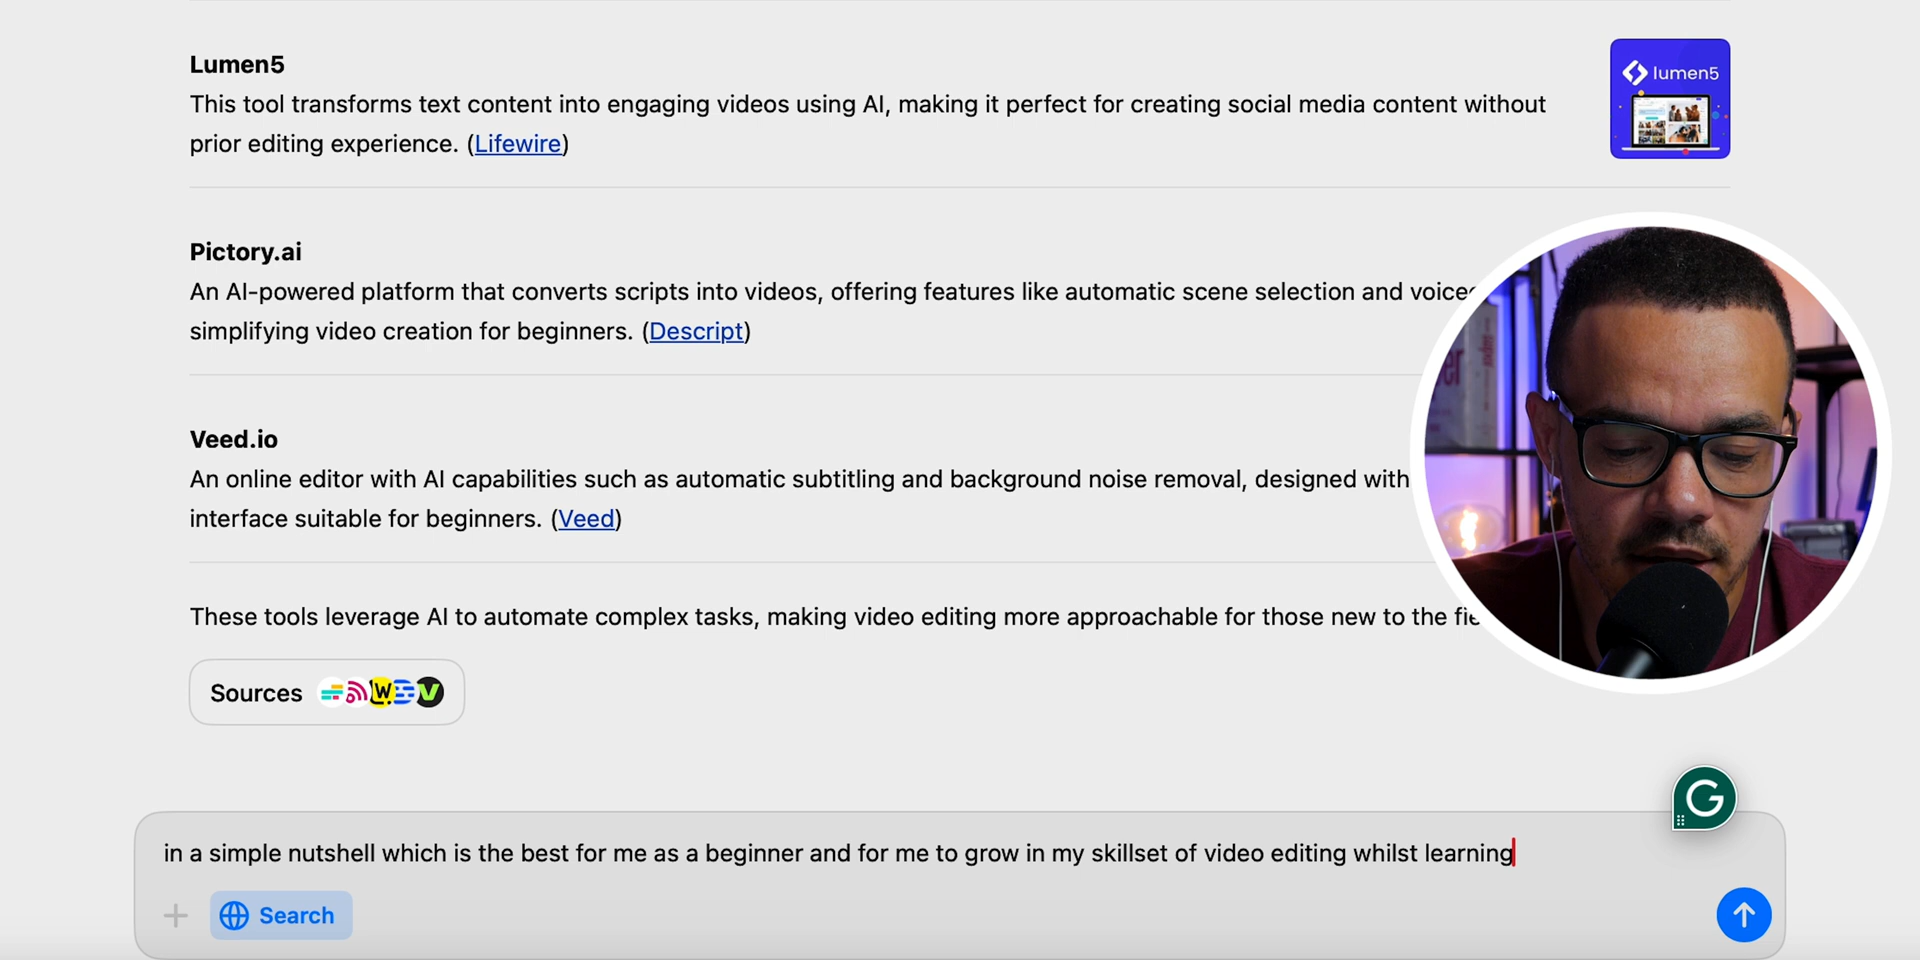 Lumen5
This tool transforms text content into engaging videos using AI, making it perfect for creating social media content without
prior editing experience. (Lifewire)
lumen5
Pictory.ai
An AI-powered platform that converts scripts into videos, offering features like automatic scene selection and
simplifying video creation for beginners. (Descript)
Veed.io
An online editor with AI capabilities such as automatic subtitling and background noise removal, designed with
interface suitable for beginners. (Veed)
These tools leverage AI to automate complex tasks, making video editing more approachable for those new to the
Sources
in a simple nutshell which is the best for me as a beginner and for me to grow in my skillset of video editing whilst learning
Search